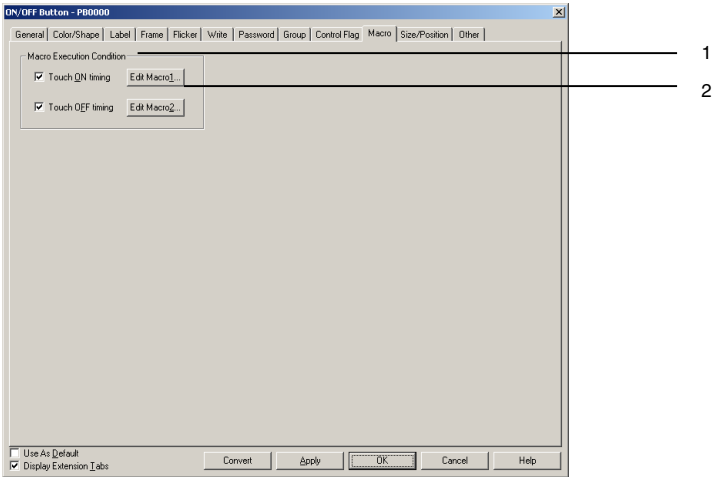 ON/OFF Button - PB0000
General Color/Shape Label Frame Flicker Write Password Group Control Flag Macro Size/Position Other
Macro Execution Condition
Touch ON timing Edit Macro1...
Touch OFF timing Edit Macro2...
1
2
Use As Default
Display Extension Tabs
Convert Apply OK Cancel Help